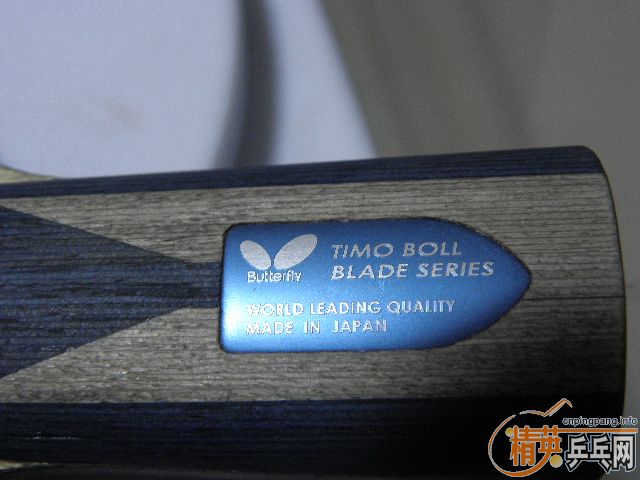 TIMO BOLL
BLADE SERIES
Butterfly
WORLD LEADING QUALITY
MADE IN JAPAN
cnpingpang.info
精英乒乓网